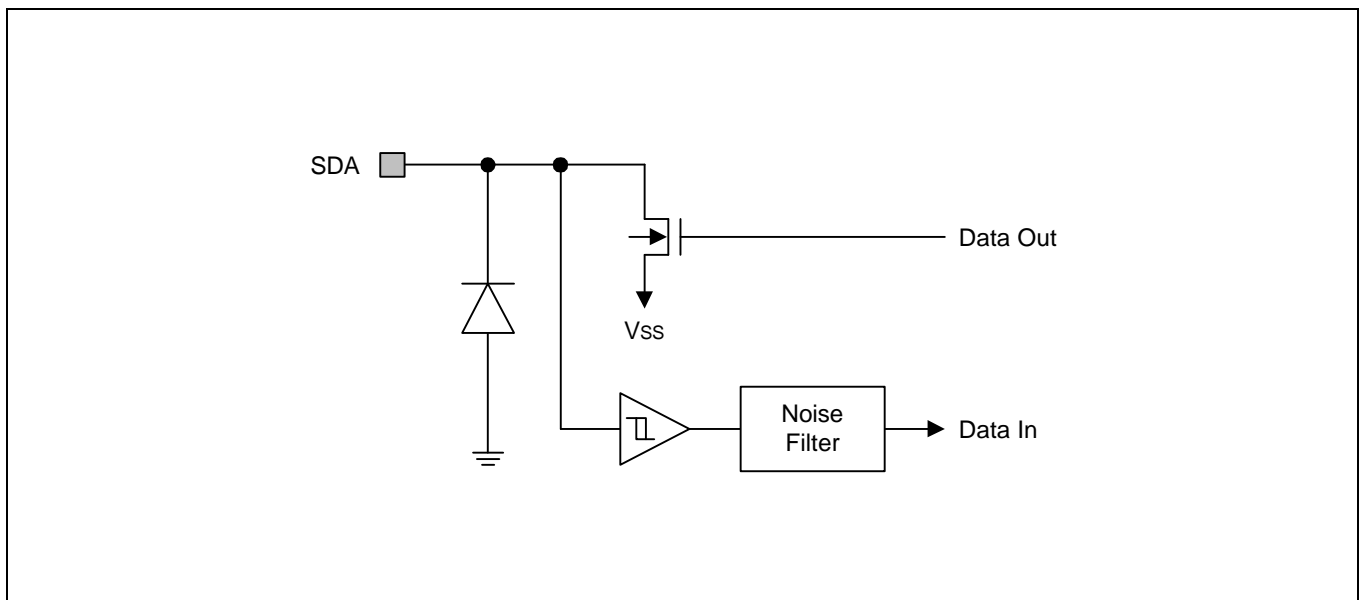 SDA
Data Out
VSS
Noise
Filter
Data In